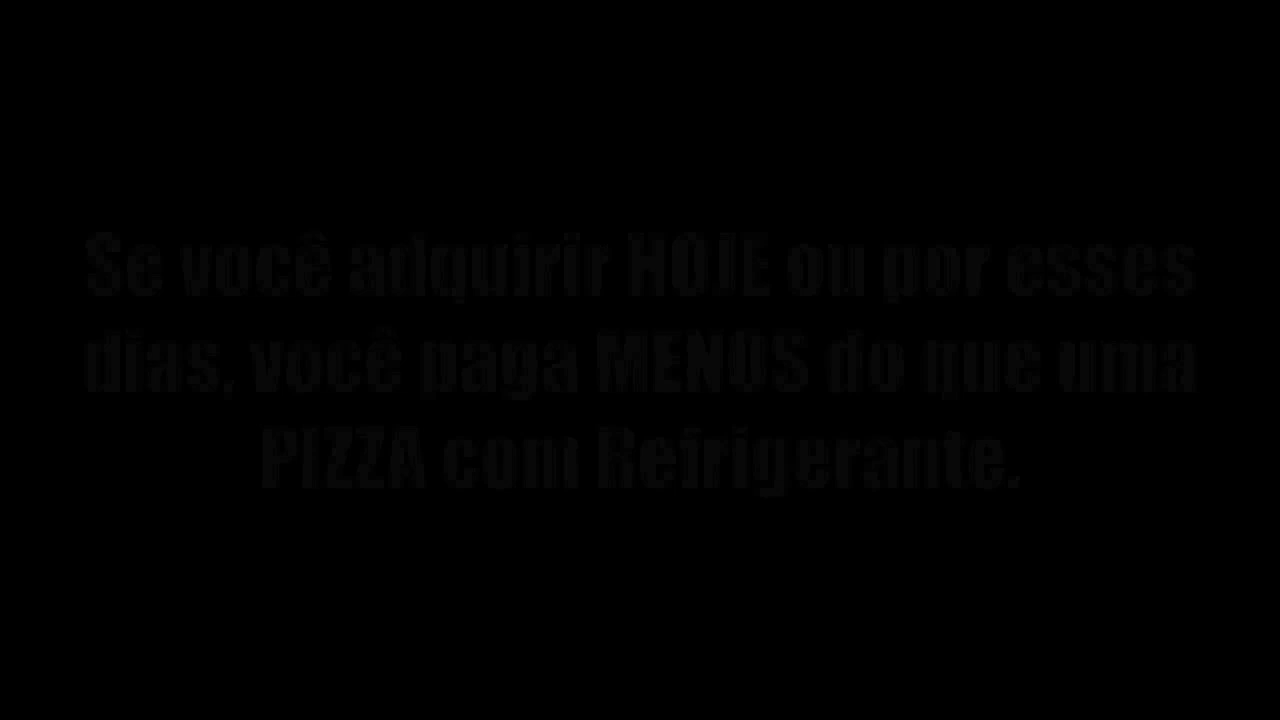 Se você adquirir HOJE ou por esses
dias, você paga MENOS do que uma
PIZZA com Refrigerante.